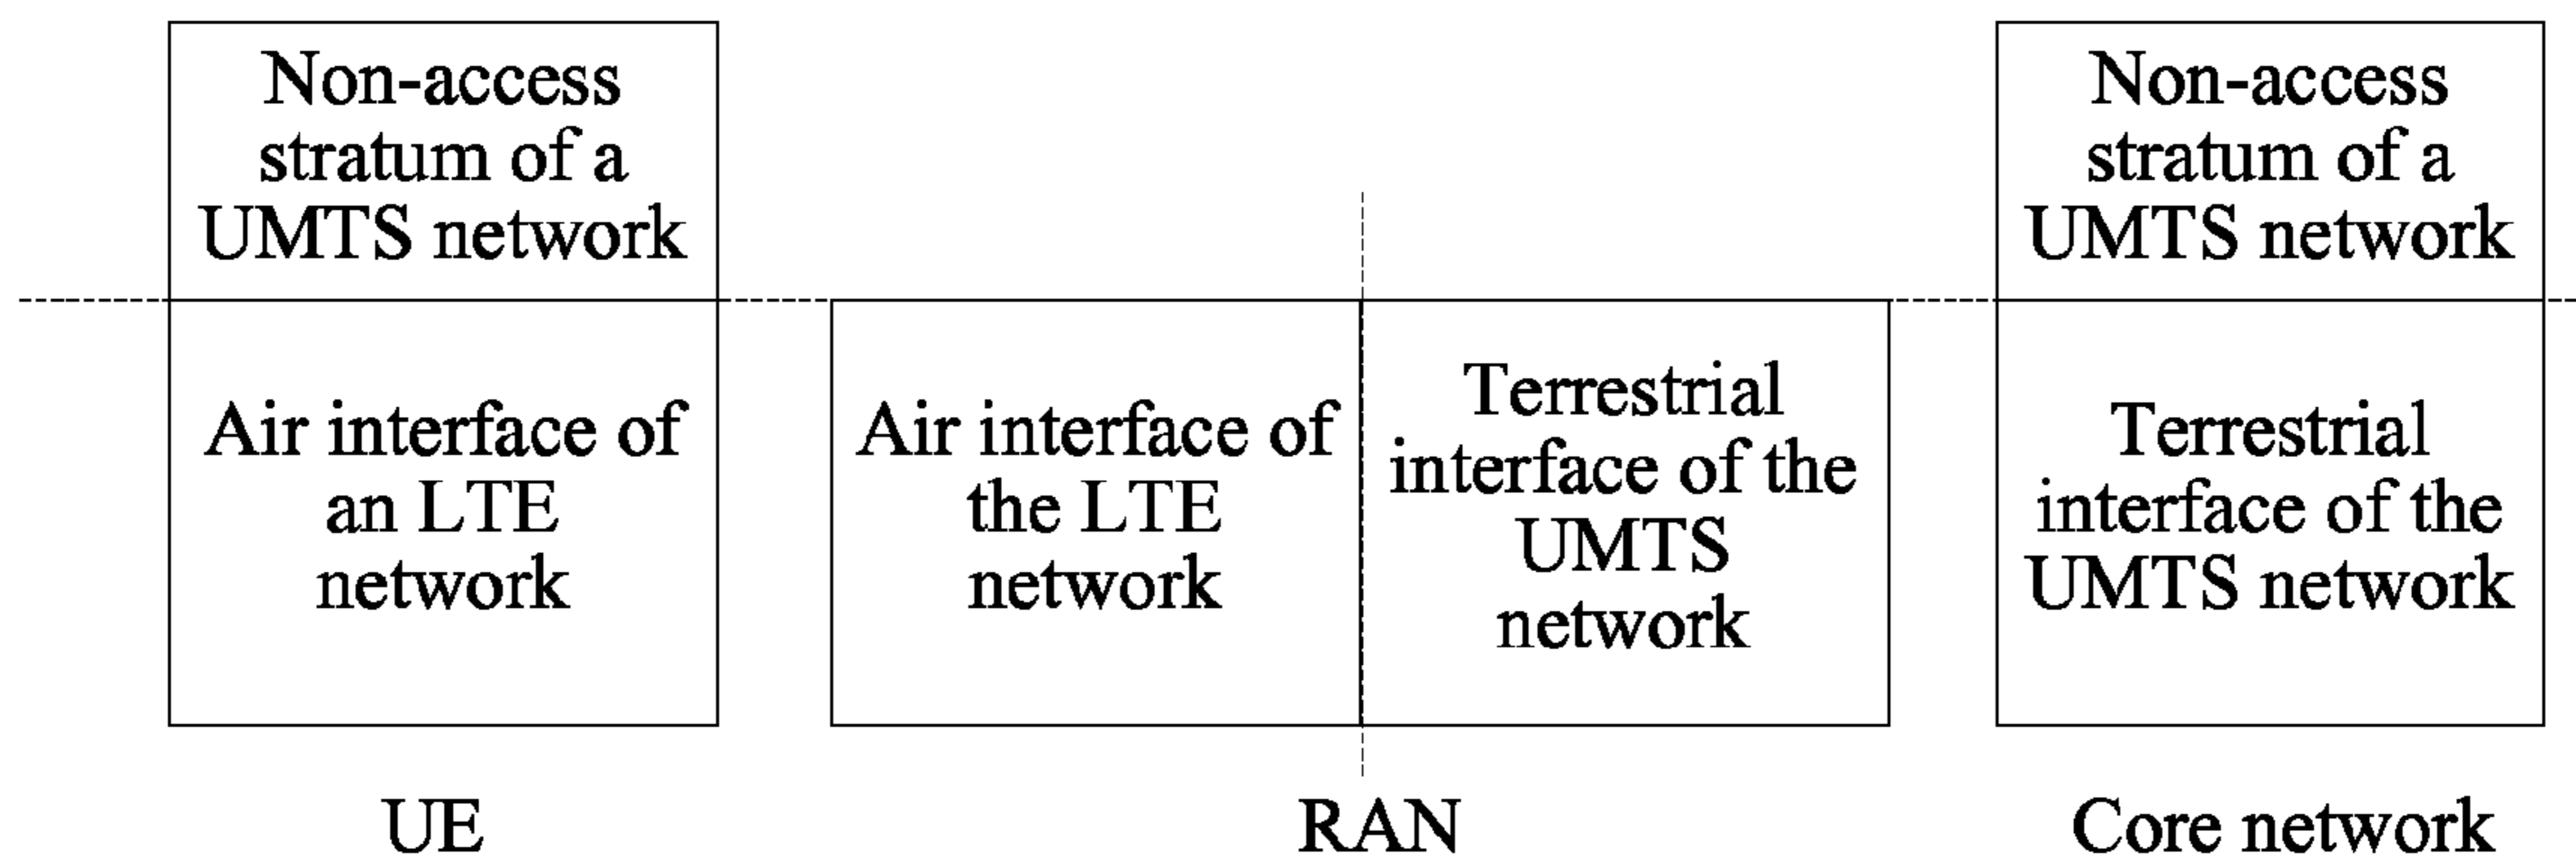 Non-access
stratum of a
UMTS network
Non-access
stratum of a
UMTS network
Air interface of
an LTE
network
Air interface of
the LTE
network
Terrestrial
interface of the
UMTS
network
Terrestrial
interface of the
UMTS network
UE
RAN
Core network